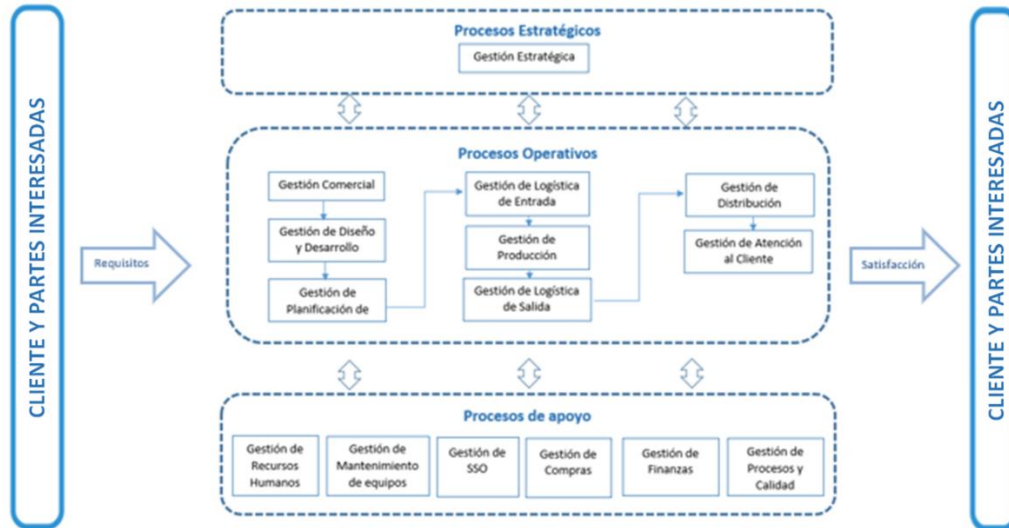 CLIENTE Y PARTES INTERESADAS
Requisitos
Procesos Estratégicos
Gestión Estratégica
Procesos Operativos
Gestión Comercial
Gestión de Diseño
y Desarrollo
Gestión de
Planificación de
Gestión de Logística
de Entrada
Gestión de
Producción
Gestión de Logística
de Salida
Gestión de
Distribución
Gestión de Atención
al Cliente
Procesos de apoyo
Gestión de
Recursos
Humanos
Gestión de
Mantenimiento
de equipos
Gestión de
SSO
Gestión de
Compras
Gestión de
Finanzas
Gestión de
Procesos y
Calidad
Satisfacción
CLIENTE Y PARTES INTERESADAS